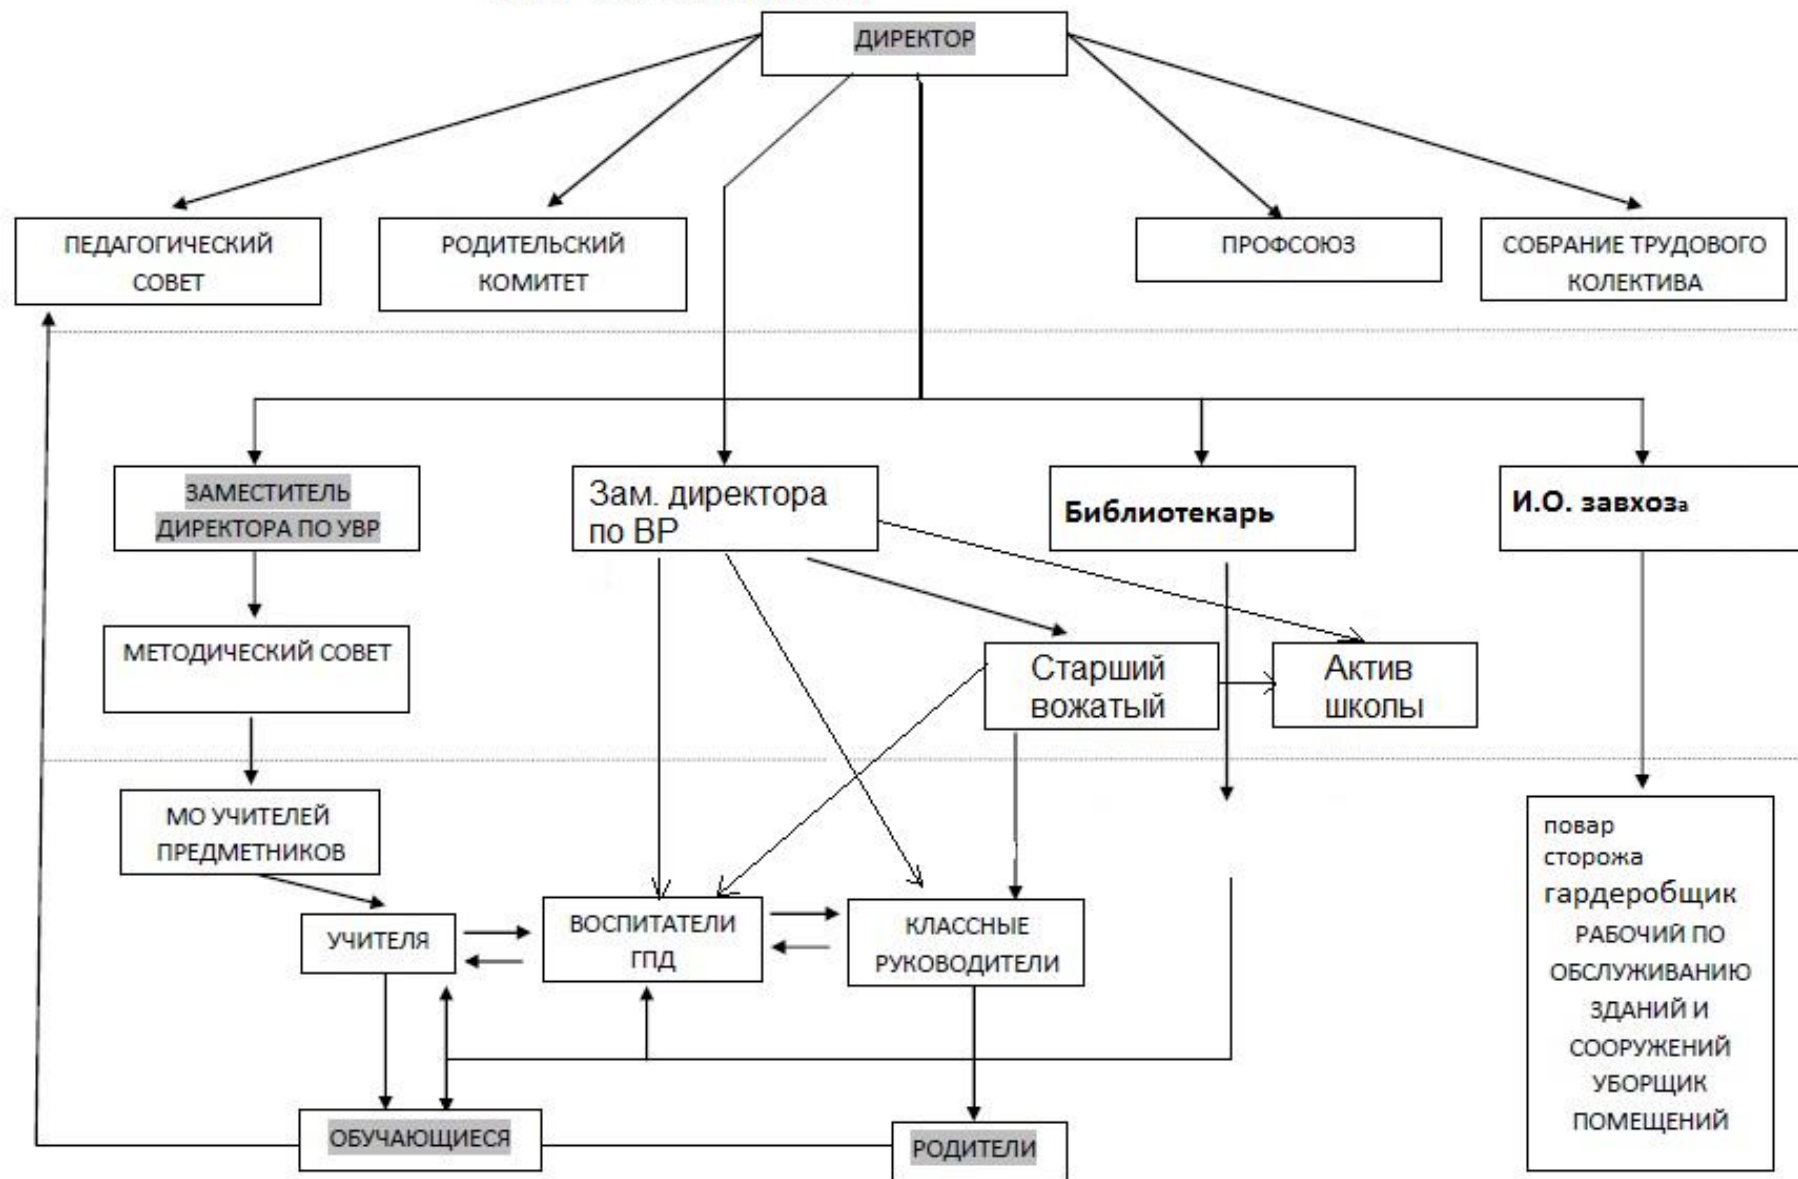 ДИРЕКТОР
ПЕДАГОГИЧЕСКИЙ
СОВЕТ
РОДИТЕЛЬСКИЙ
КОМИТЕТ
ПРОФСОЮЗ
СОБРАНИЕ ТРУДОВОГО
КОЛЕКТИВА
ЗАМЕСТИТЕЛЬ
ДИРЕКТОРА ПО УВР
Зам. директора
по ВР
Библиотекарь
И.О. завхоза
МЕТОДИЧЕСКИЙ СОВЕТ
Старший
вожатый
Актив
школы
МО УЧИТЕЛЕЙ
ПРЕДМЕТНИКОВ
повар
сторожа
гардеробщик
РАБОЧИЙ ПО
ОБСЛУЖИВАНИЮ
ЗДАНИЙ И
СООРУЖЕНИЙ
УБОРЩИК
ПОМЕЩЕНИЙ
УЧИТЕЛЯ
ВОСПИТАТЕЛИ
ГПД
КЛАССНЫЕ
РУКОВОДИТЕЛИ
ОБУЧАЮЩИЕСЯ
РОДИТЕЛИ